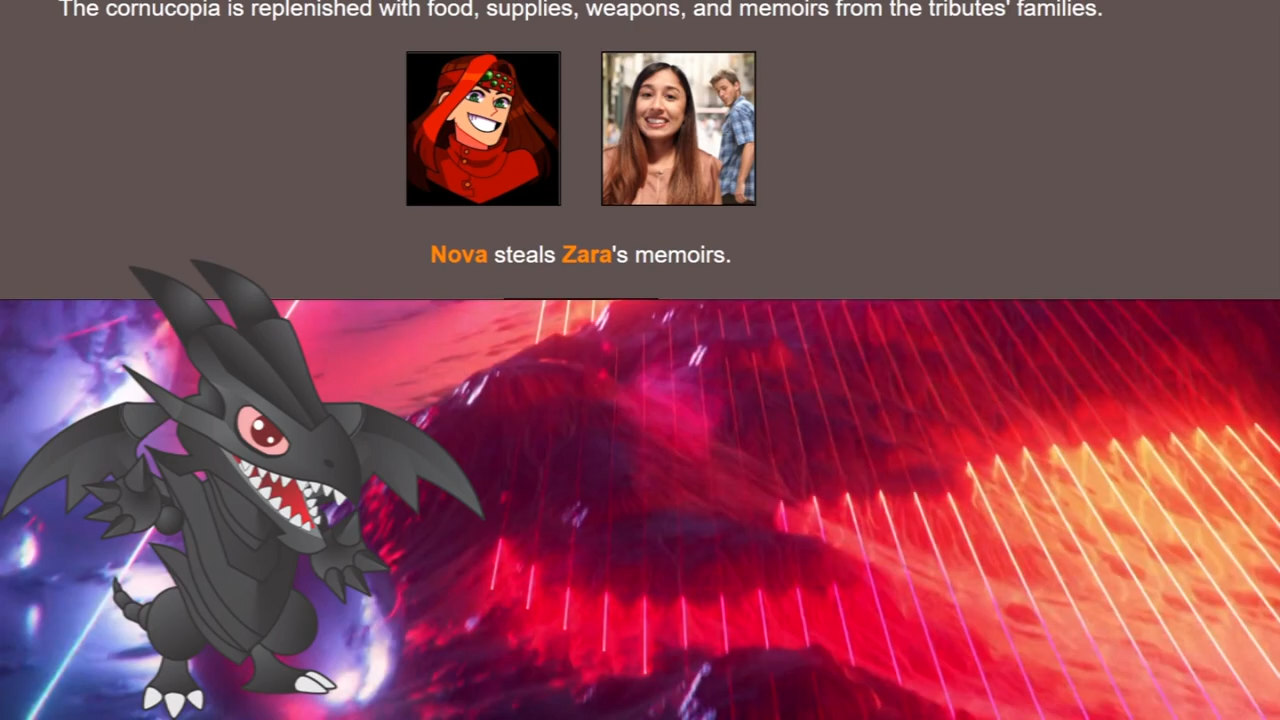 The cornucopia is replenished with food, supplies, weapons, and memoirs from the tributes' families.
Nova steals Zara's memoirs.